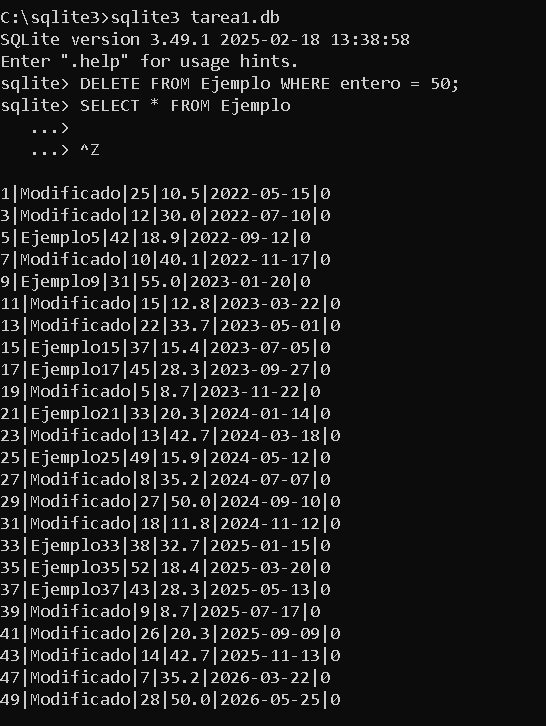 C:\sqlite3>sqlite3 tarea1.db
SQLite version 3.49.1 2025-02-18 13:38:58
Enter ".help" for usage hints.
sqlite> DELETE FROM Ejemplo WHERE entero = 50;
sqlite> SELECT * FROM Ejemplo
   ...>
   ...> ^Z
1|Modificado|25|10.5|2022-05-15|0
3|Modificado|12|30.0|2022-07-10|0
5|Ejemplo5|42|18.9|2022-09-12|0
7|Modificado|10|40.1|2022-11-17|0
9|Ejemplo9|31|55.0|2023-01-20|0
11|Modificado|15|12.8|2023-03-22|0
13|Modificado|22|33.7|2023-05-01|0
15|Ejemplo15|37|15.4|2023-07-05|0
17|Ejemplo17|45|28.3|2023-09-27|0
19|Modificado|5|8.7|2023-11-22|0
21|Ejemplo21|33|20.3|2024-01-14|0
23|Modificado|13|42.7|2024-03-18|0
25|Ejemplo25|49|15.9|2024-05-12|0
27|Modificado|8|35.2|2024-07-07|0
29|Modificado|27|50.0|2024-09-10|0
31|Modificado|18|11.8|2024-11-12|0
33|Ejemplo33|38|32.7|2025-01-15|0
35|Ejemplo35|52|18.4|2025-03-20|0
37|Ejemplo37|43|28.3|2025-05-13|0
39|Modificado|9|8.7|2025-07-17|0
41|Modificado|26|20.3|2025-09-09|0
43|Modificado|14|42.7|2025-11-13|0
47|Modificado|7|35.2|2026-03-22|0
49|Modificado|28|50.0|2026-05-25|0